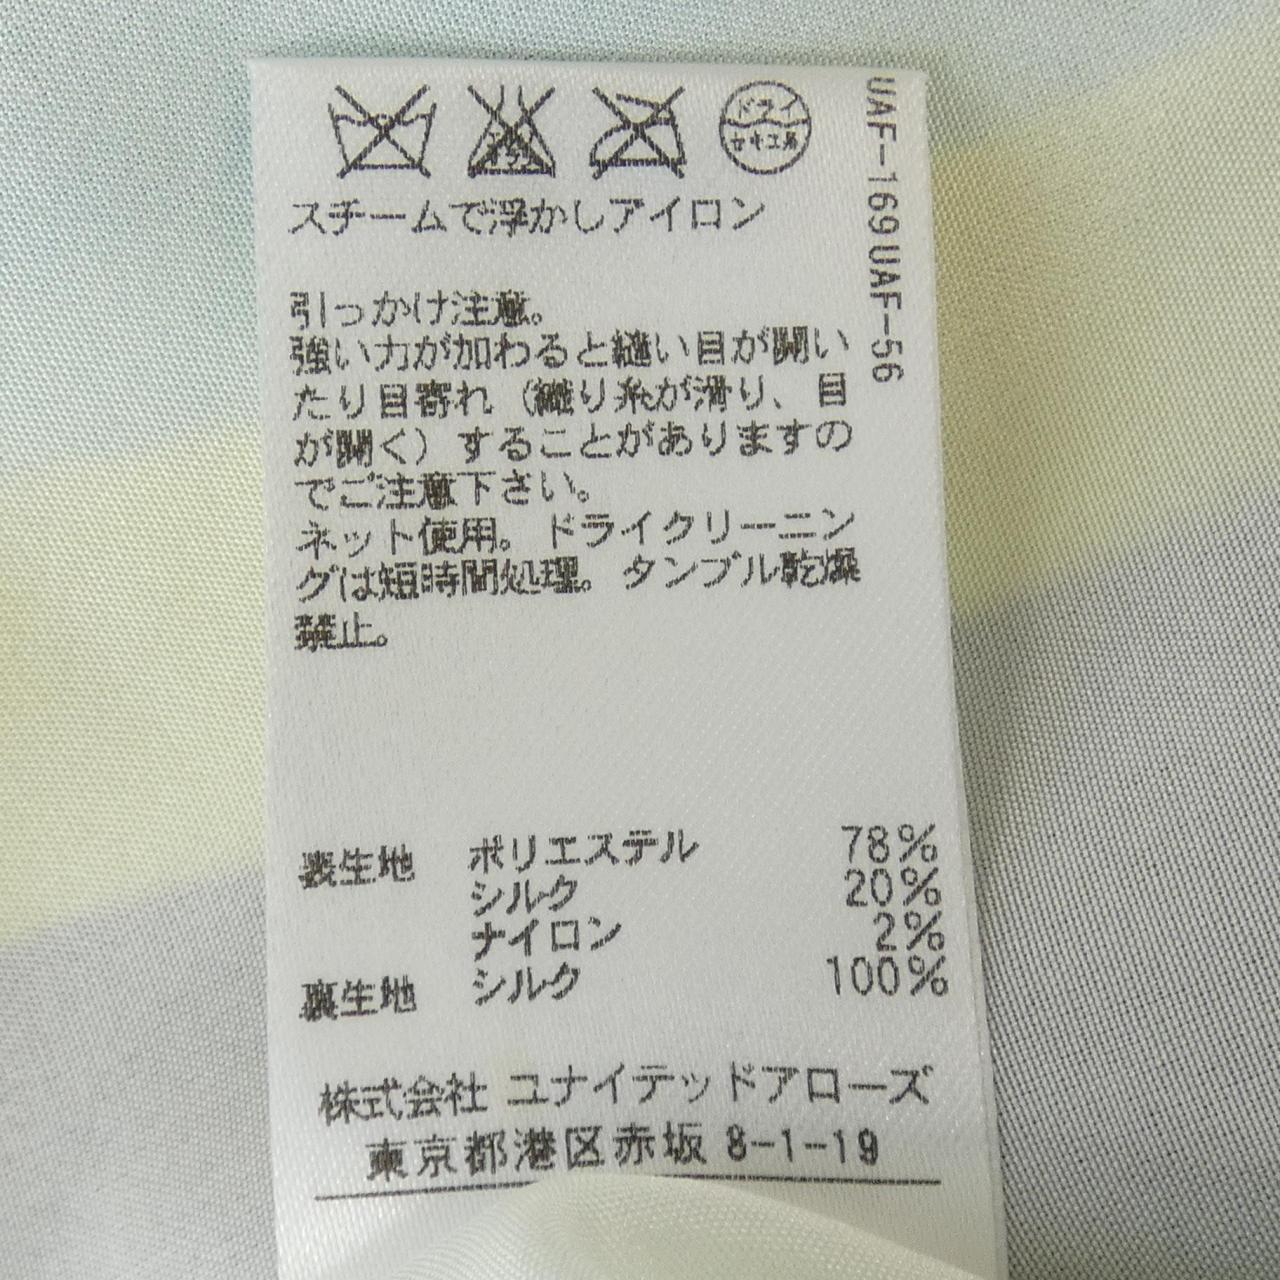 ドライ
セキユ系
スチームで浮かしアイロン
引っかけ注意。
強い力が加わると縫い目が開い
たり目寄れ（織り糸が滑り、目
が開く）することがありますの
でご注意下さい。
ネット使用。ドライクリーニン
グは短時間処理。タンブル乾燥
禁止。
表生地 ポリエステル 78%
シルク 20%
ナイロン 2%
裏生地 シルク 100%
株式会社 ユナイテッドアローズ
東京都港区赤坂 8-1-19
UAF-169UAF-56